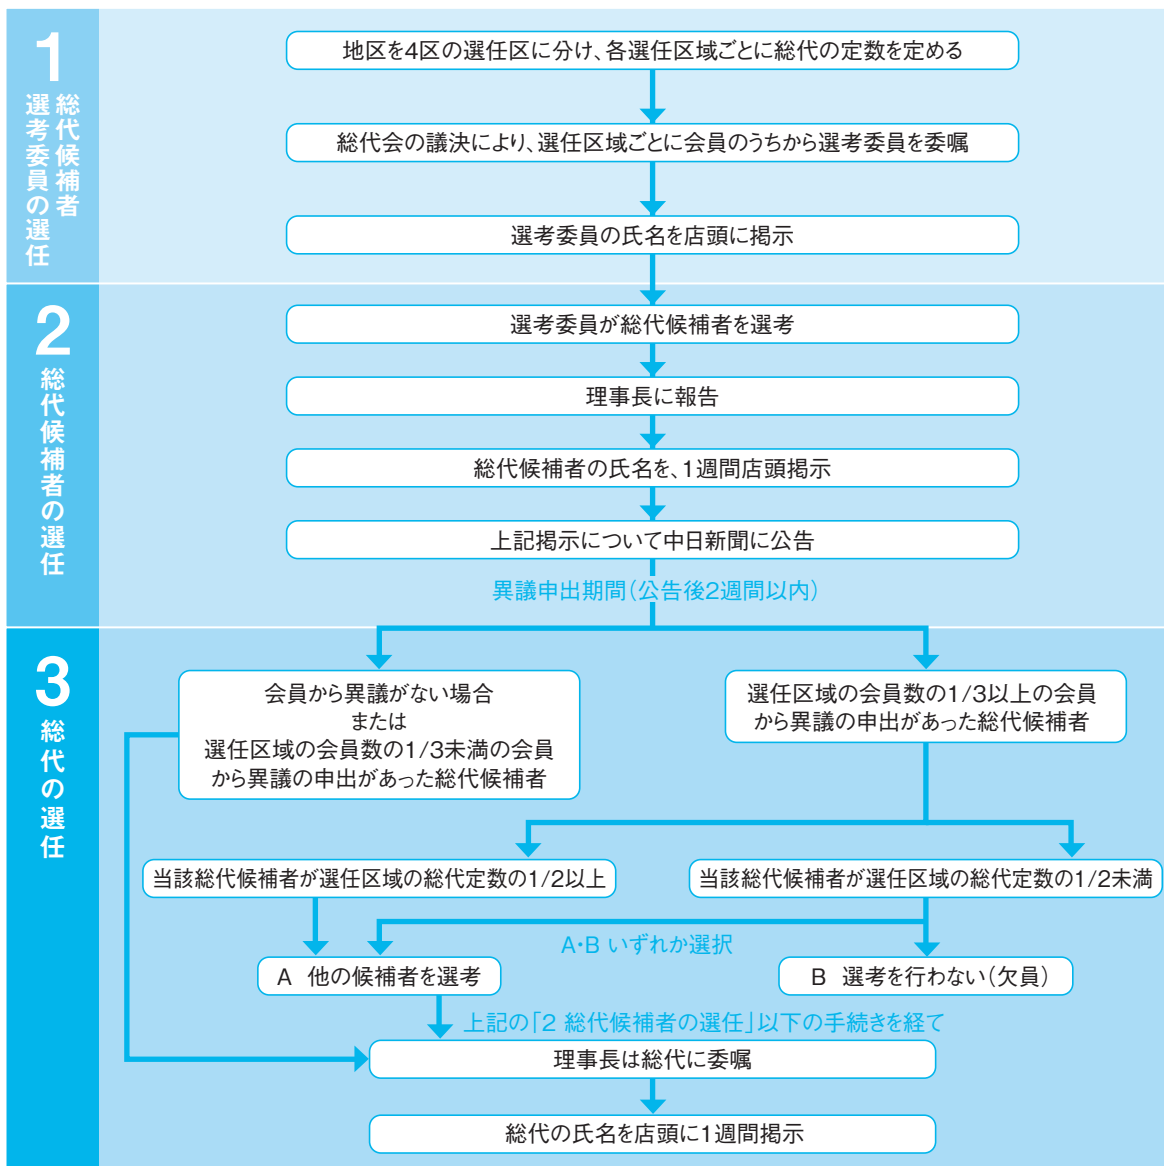 1
総代候補者
選考委員の選任
地区を4区の選任区に分け、各選任区域ごとに総代の定数を定める
総代会の議決により、選任区域ごとに会員のうちから選考委員を委嘱
選考委員の氏名を店頭に掲示
2
総代候補者の選任
選考委員が総代候補者を選考
理事長に報告
総代候補者の氏名を、1週間店頭掲示
上記掲示について中日新聞に公告
異議申出期間(公告後2週間以内)
3
総代の選任
会員から異議がない場合
または
選任区域の会員数の1/3未満の会員
から異議の申出があった総代候補者
選任区域の会員数の1/3以上の会員
から異議の申出があった総代候補者
当該総代候補者が選任区域の総代定数の1/2以上
当該総代候補者が選任区域の総代定数の1/2未満
A・B いずれか選択
A 他の候補者を選考
B 選考を行わない(欠員)
上記の「2 総代候補者の選任」以下の手続きを経て
理事長は総代に委嘱
総代の氏名を店頭に1週間掲示